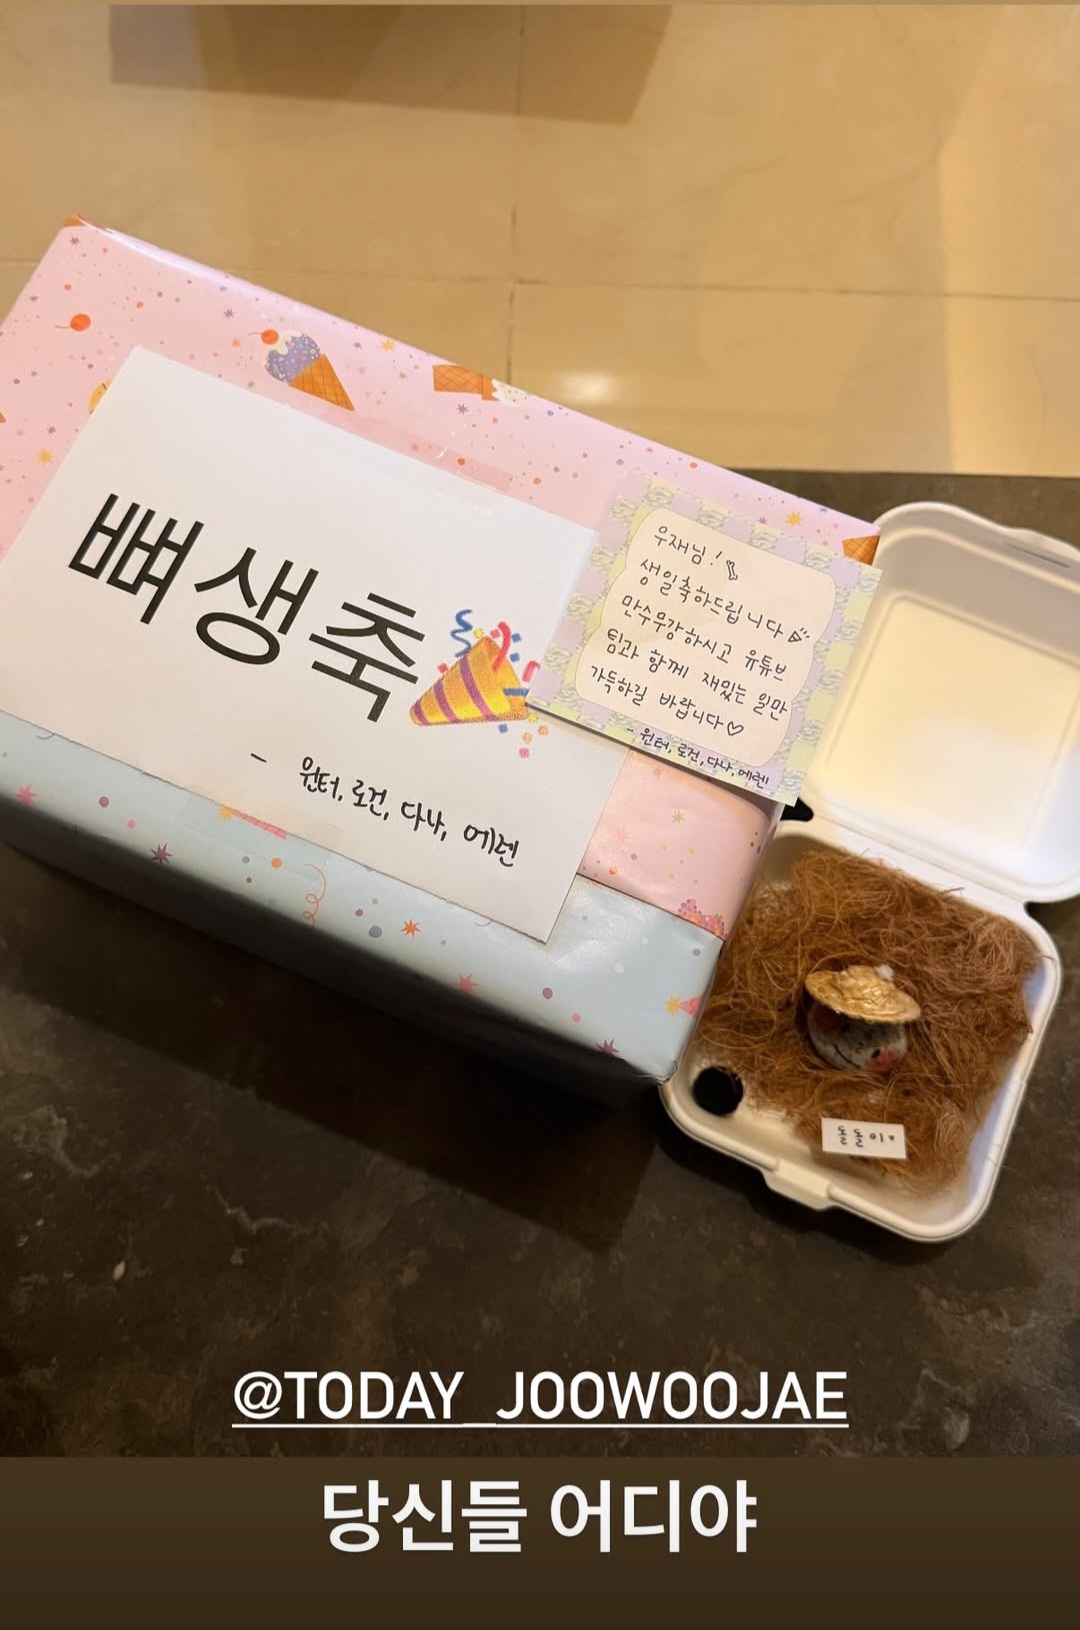 뼈생축
- 윈터, 로건, 다나, 에렌
우재님!
생일축하드립니다
만수무강하시고 유튜브
팀과 함께 재밌는 일만
가득하길 바랍니다♡
- 윈터, 로건, 다나, 에렌!
돌돌이
@TODAY_JOOWOOJAE
당신들 어디야